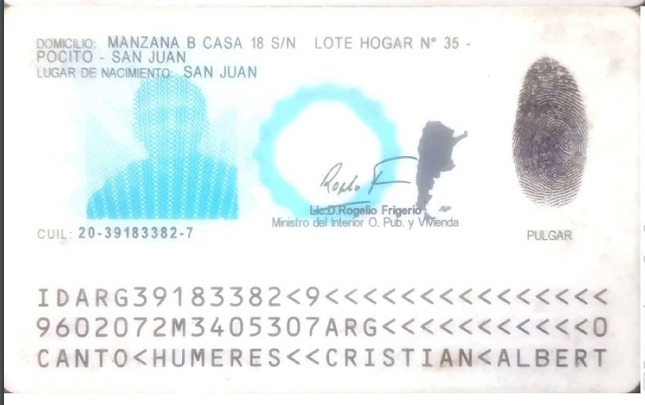 DOMICILIO: MANZANA B CASA 18 S/N LOTE HOGAR N° 35 -
POCITO - SAN JUAN
LUGAR DE NACIMIENTO: SAN JUAN
Lic.D.Rogelio Frigerio
Ministro del Interior O. Pub. y Vivienda
CUIL: 20-39183382-7
PULGAR
IDARG39183382<9<<<<<<<<<<<<<<<
9602072M3405307ARG<<<<<<<<<<<0
CANTO<HUMERES<<CRISTIAN<ALBERT